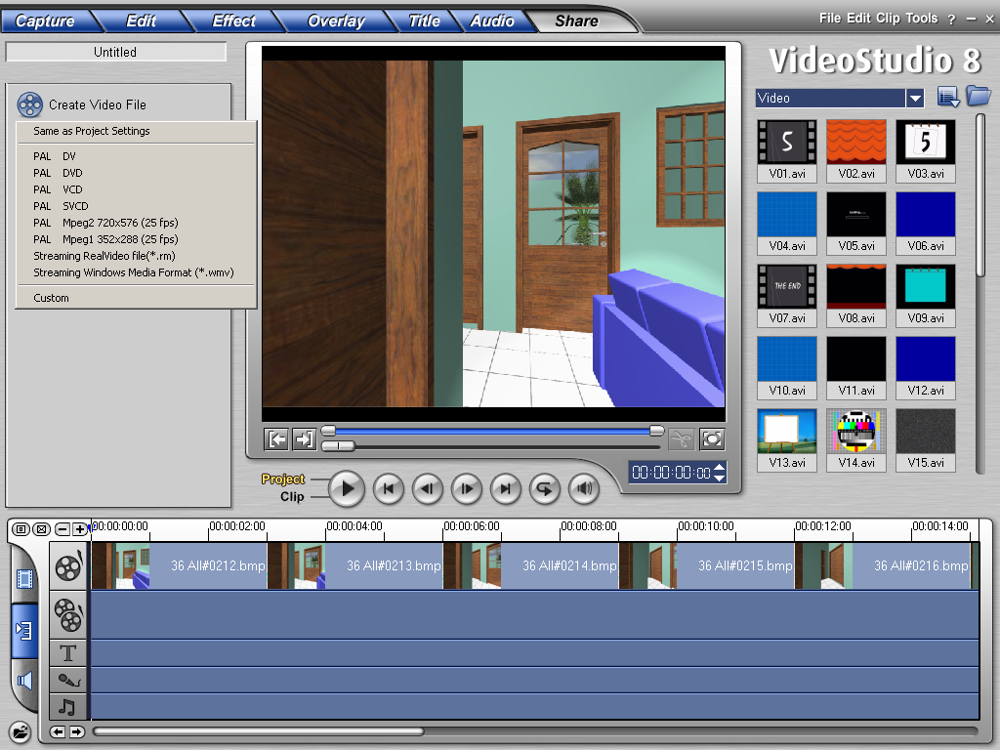 Capture Edit Effect Overlay Title Audio Share File Edit Clip Tools ? – ×
Untitled
VideoStudio 8
Create Video File
Same as Project Settings
PAL DV
PAL DVD
PAL VCD
PAL SVCD
PAL Mpeg2 720x576 (25 fps)
PAL Mpeg1 352x288 (25 fps)
Streaming RealVideo file(*.rm)
Streaming Windows Media Format (*.wmv)
Custom
Video
S 5
V01.avi V02.avi V03.avi
Loading...
V04.avi V05.avi V06.avi
THE END
V07.avi V08.avi V09.avi
V10.avi V11.avi V12.avi
V13.avi V14.avi V15.avi
Project
Clip
00:00:00:00
00:00:00:00 00:00:02:00 00:00:04:00 00:00:06:00 00:00:08:00 00:00:10:00 00:00:12:00 00:00:14:00
36 All#0212.bmp 36 All#0213.bmp 36 All#0214.bmp 36 All#0215.bmp 36 All#0216.bmp
T